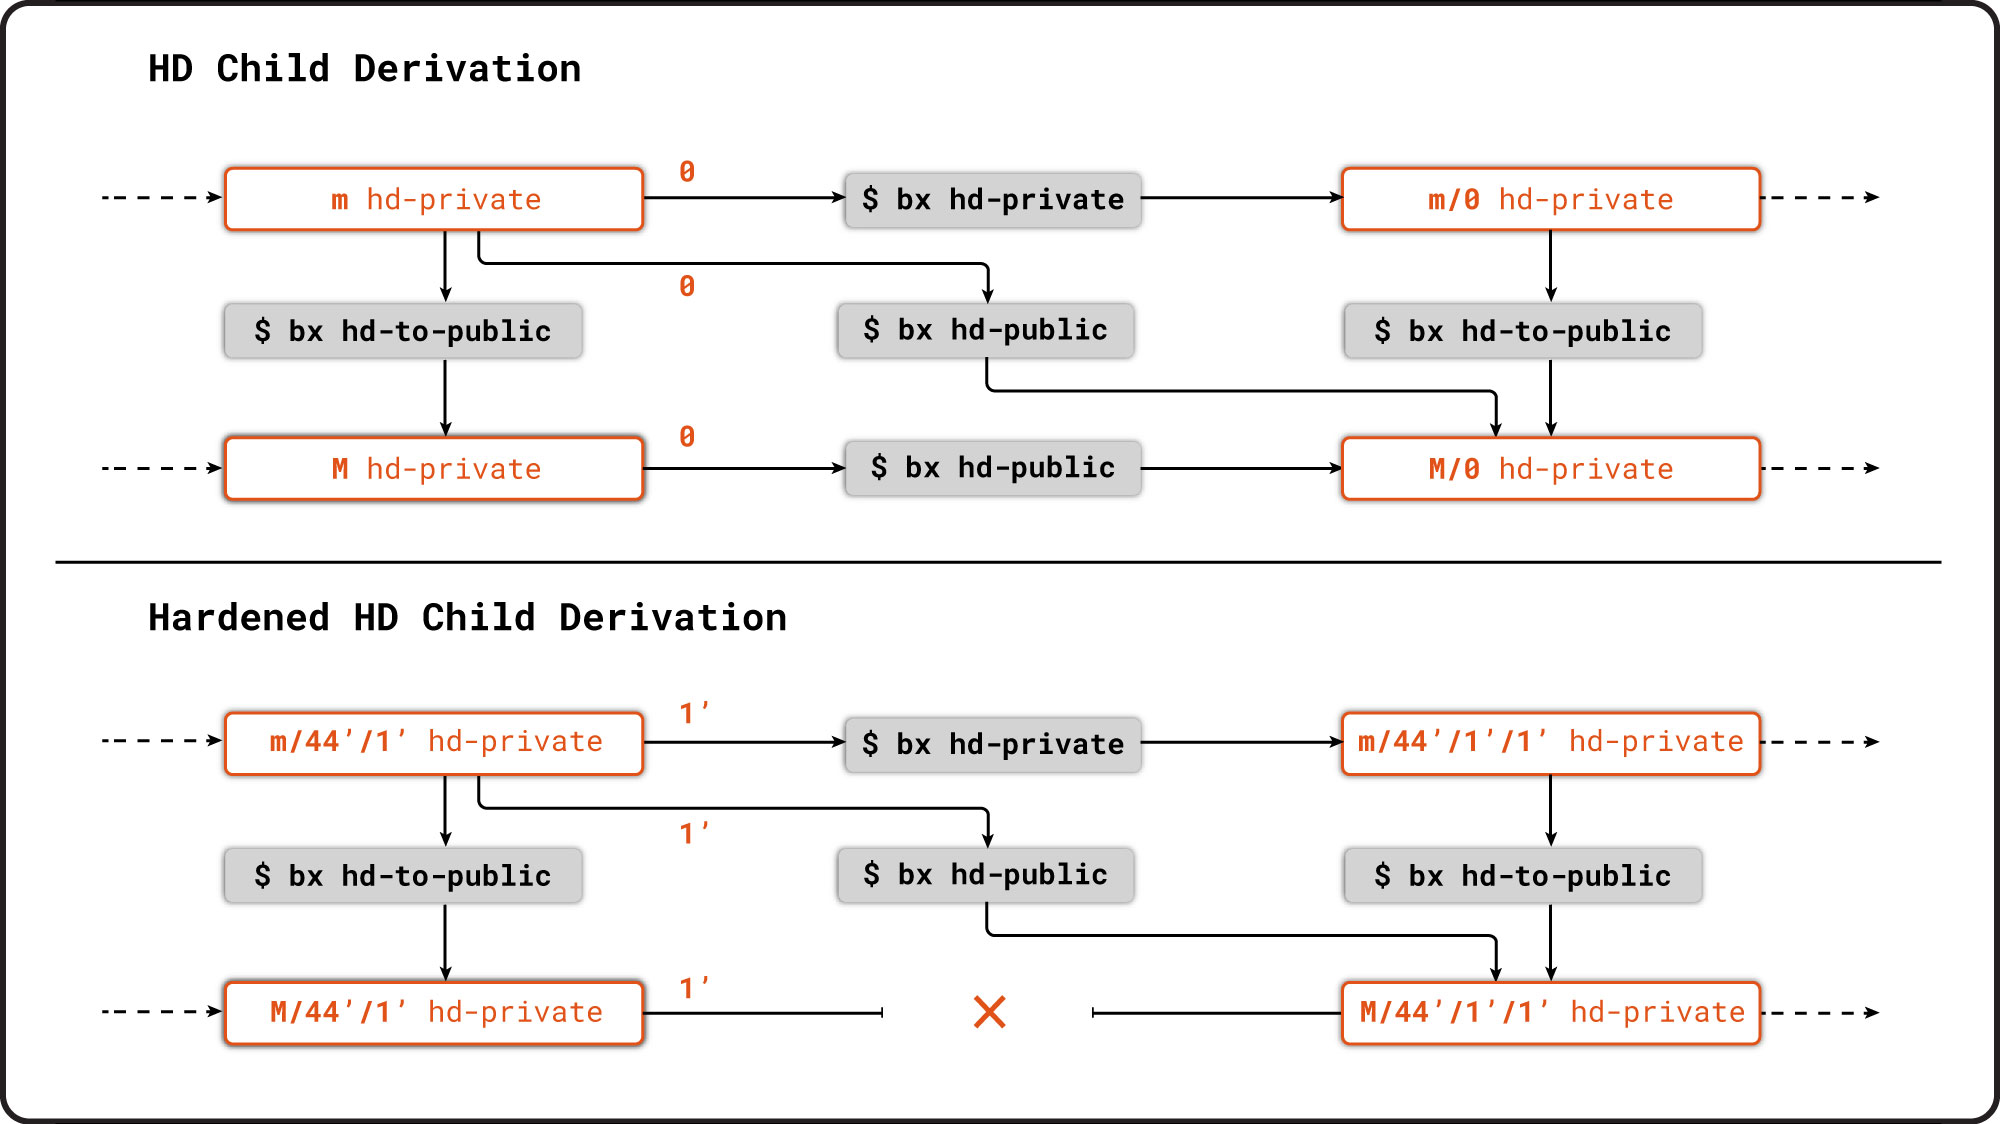 HD Child Derivation
0
m hd-private
$ bx hd-private
m/0 hd-private
0
$ bx hd-to-public
$ bx hd-public
$ bx hd-to-public
0
M hd-private
$ bx hd-public
M/0 hd-private
Hardened HD Child Derivation
1’
m/44’/1’ hd-private
$ bx hd-private
m/44’/1’/1’ hd-private
1’
$ bx hd-to-public
$ bx hd-public
$ bx hd-to-public
1’
M/44’/1’ hd-private
M/44’/1’/1’ hd-private